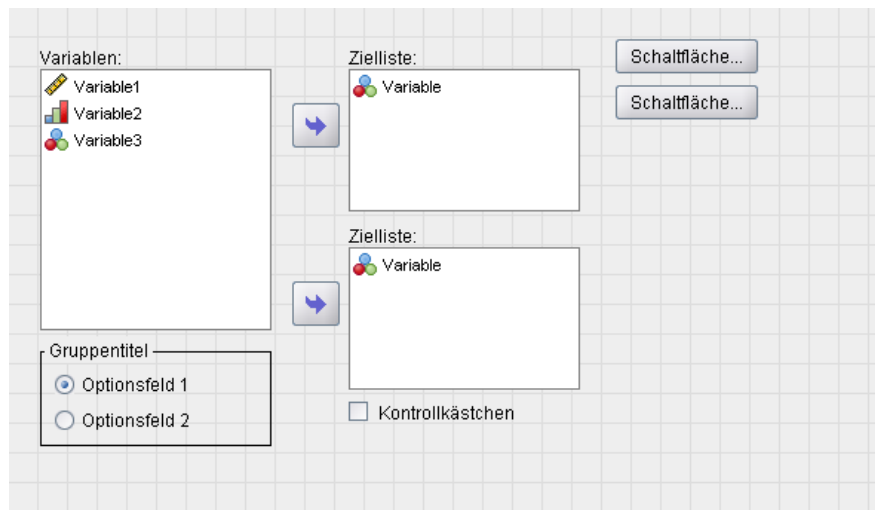 Variablen:
Variable1
Variable2
Variable3
Gruppentitel
Optionsfeld 1
Optionsfeld 2
Zielliste:
Variable
Zielliste:
Variable
Kontrollkästchen
Schaltfläche...
Schaltfläche...